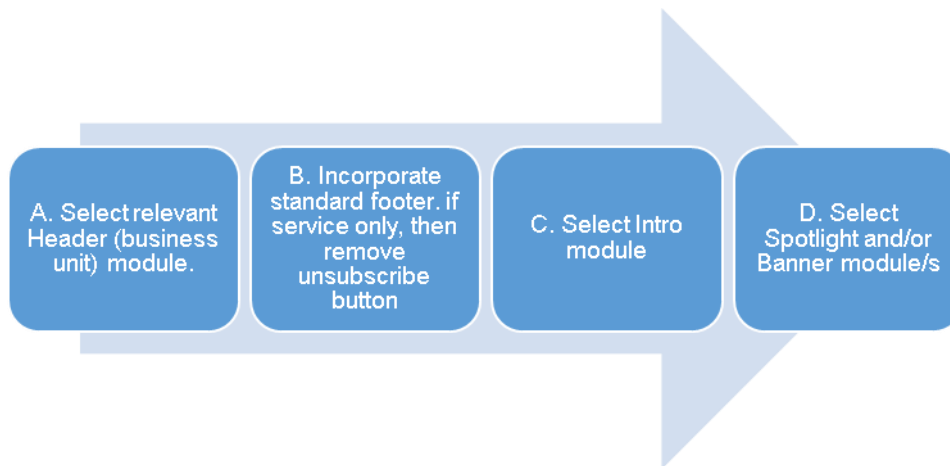 A. Select relevant
Header (business
unit) module.
B. Incorporate
standard footer. if
service only, then
remove
unsubscribe
button
C. Select Intro
module
D. Select
Spotlight and/or
Banner module/s